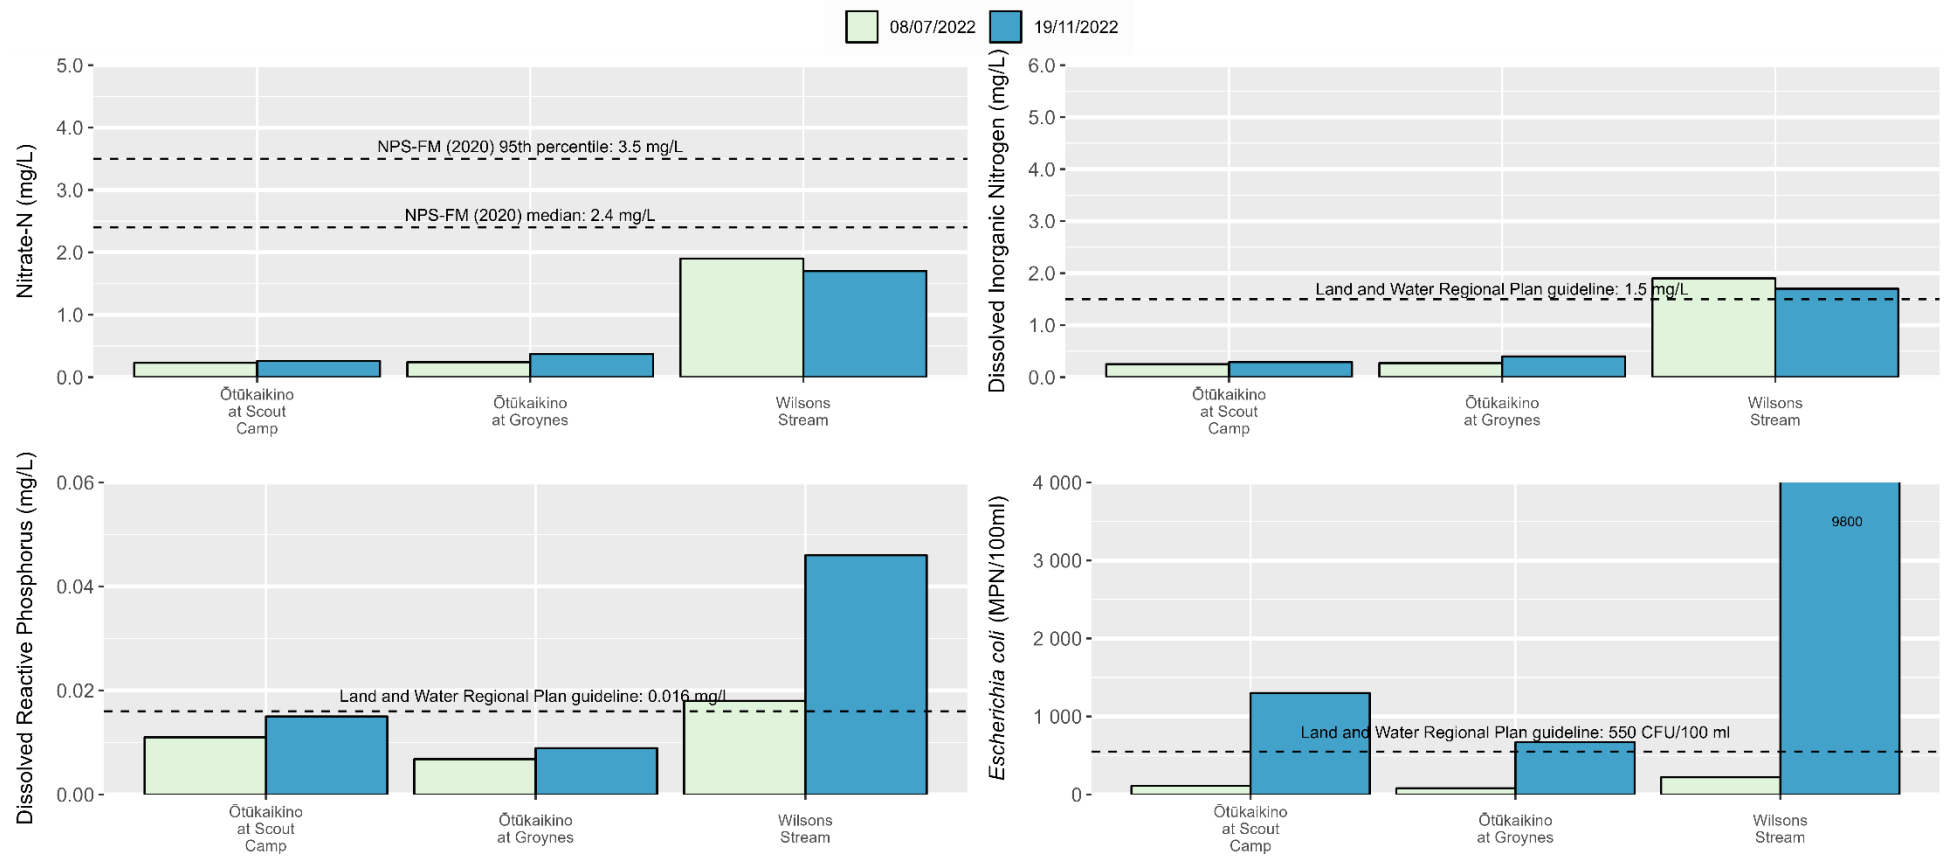 08/07/2022 19/11/2022
Nitrate-N (mg/L)
5.0
4.0
3.0
2.0
1.0
0.0
NPS-FM (2020) 95th percentile: 3.5 mg/L
NPS-FM (2020) median: 2.4 mg/L
Ōtūkaikino
at Scout
Camp
Ōtūkaikino
at Groynes
Wilsons
Stream
Dissolved Inorganic Nitrogen (mg/L)
6.0
5.0
4.0
3.0
2.0
1.0
0.0
Land and Water Regional Plan guideline: 1.5 mg/L
Ōtūkaikino
at Scout
Camp
Ōtūkaikino
at Groynes
Wilsons
Stream
Dissolved Reactive Phosphorus (mg/L)
0.06
0.04
0.02
0.00
Land and Water Regional Plan guideline: 0.016 mg/L
Ōtūkaikino
at Scout
Camp
Ōtūkaikino
at Groynes
Wilsons
Stream
Escherichia coli (MPN/100ml)
4 000
3 000
2 000
1 000
0
9800
Land and Water Regional Plan guideline: 550 CFU/100 ml
Ōtūkaikino
at Scout
Camp
Ōtūkaikino
at Groynes
Wilsons
Stream